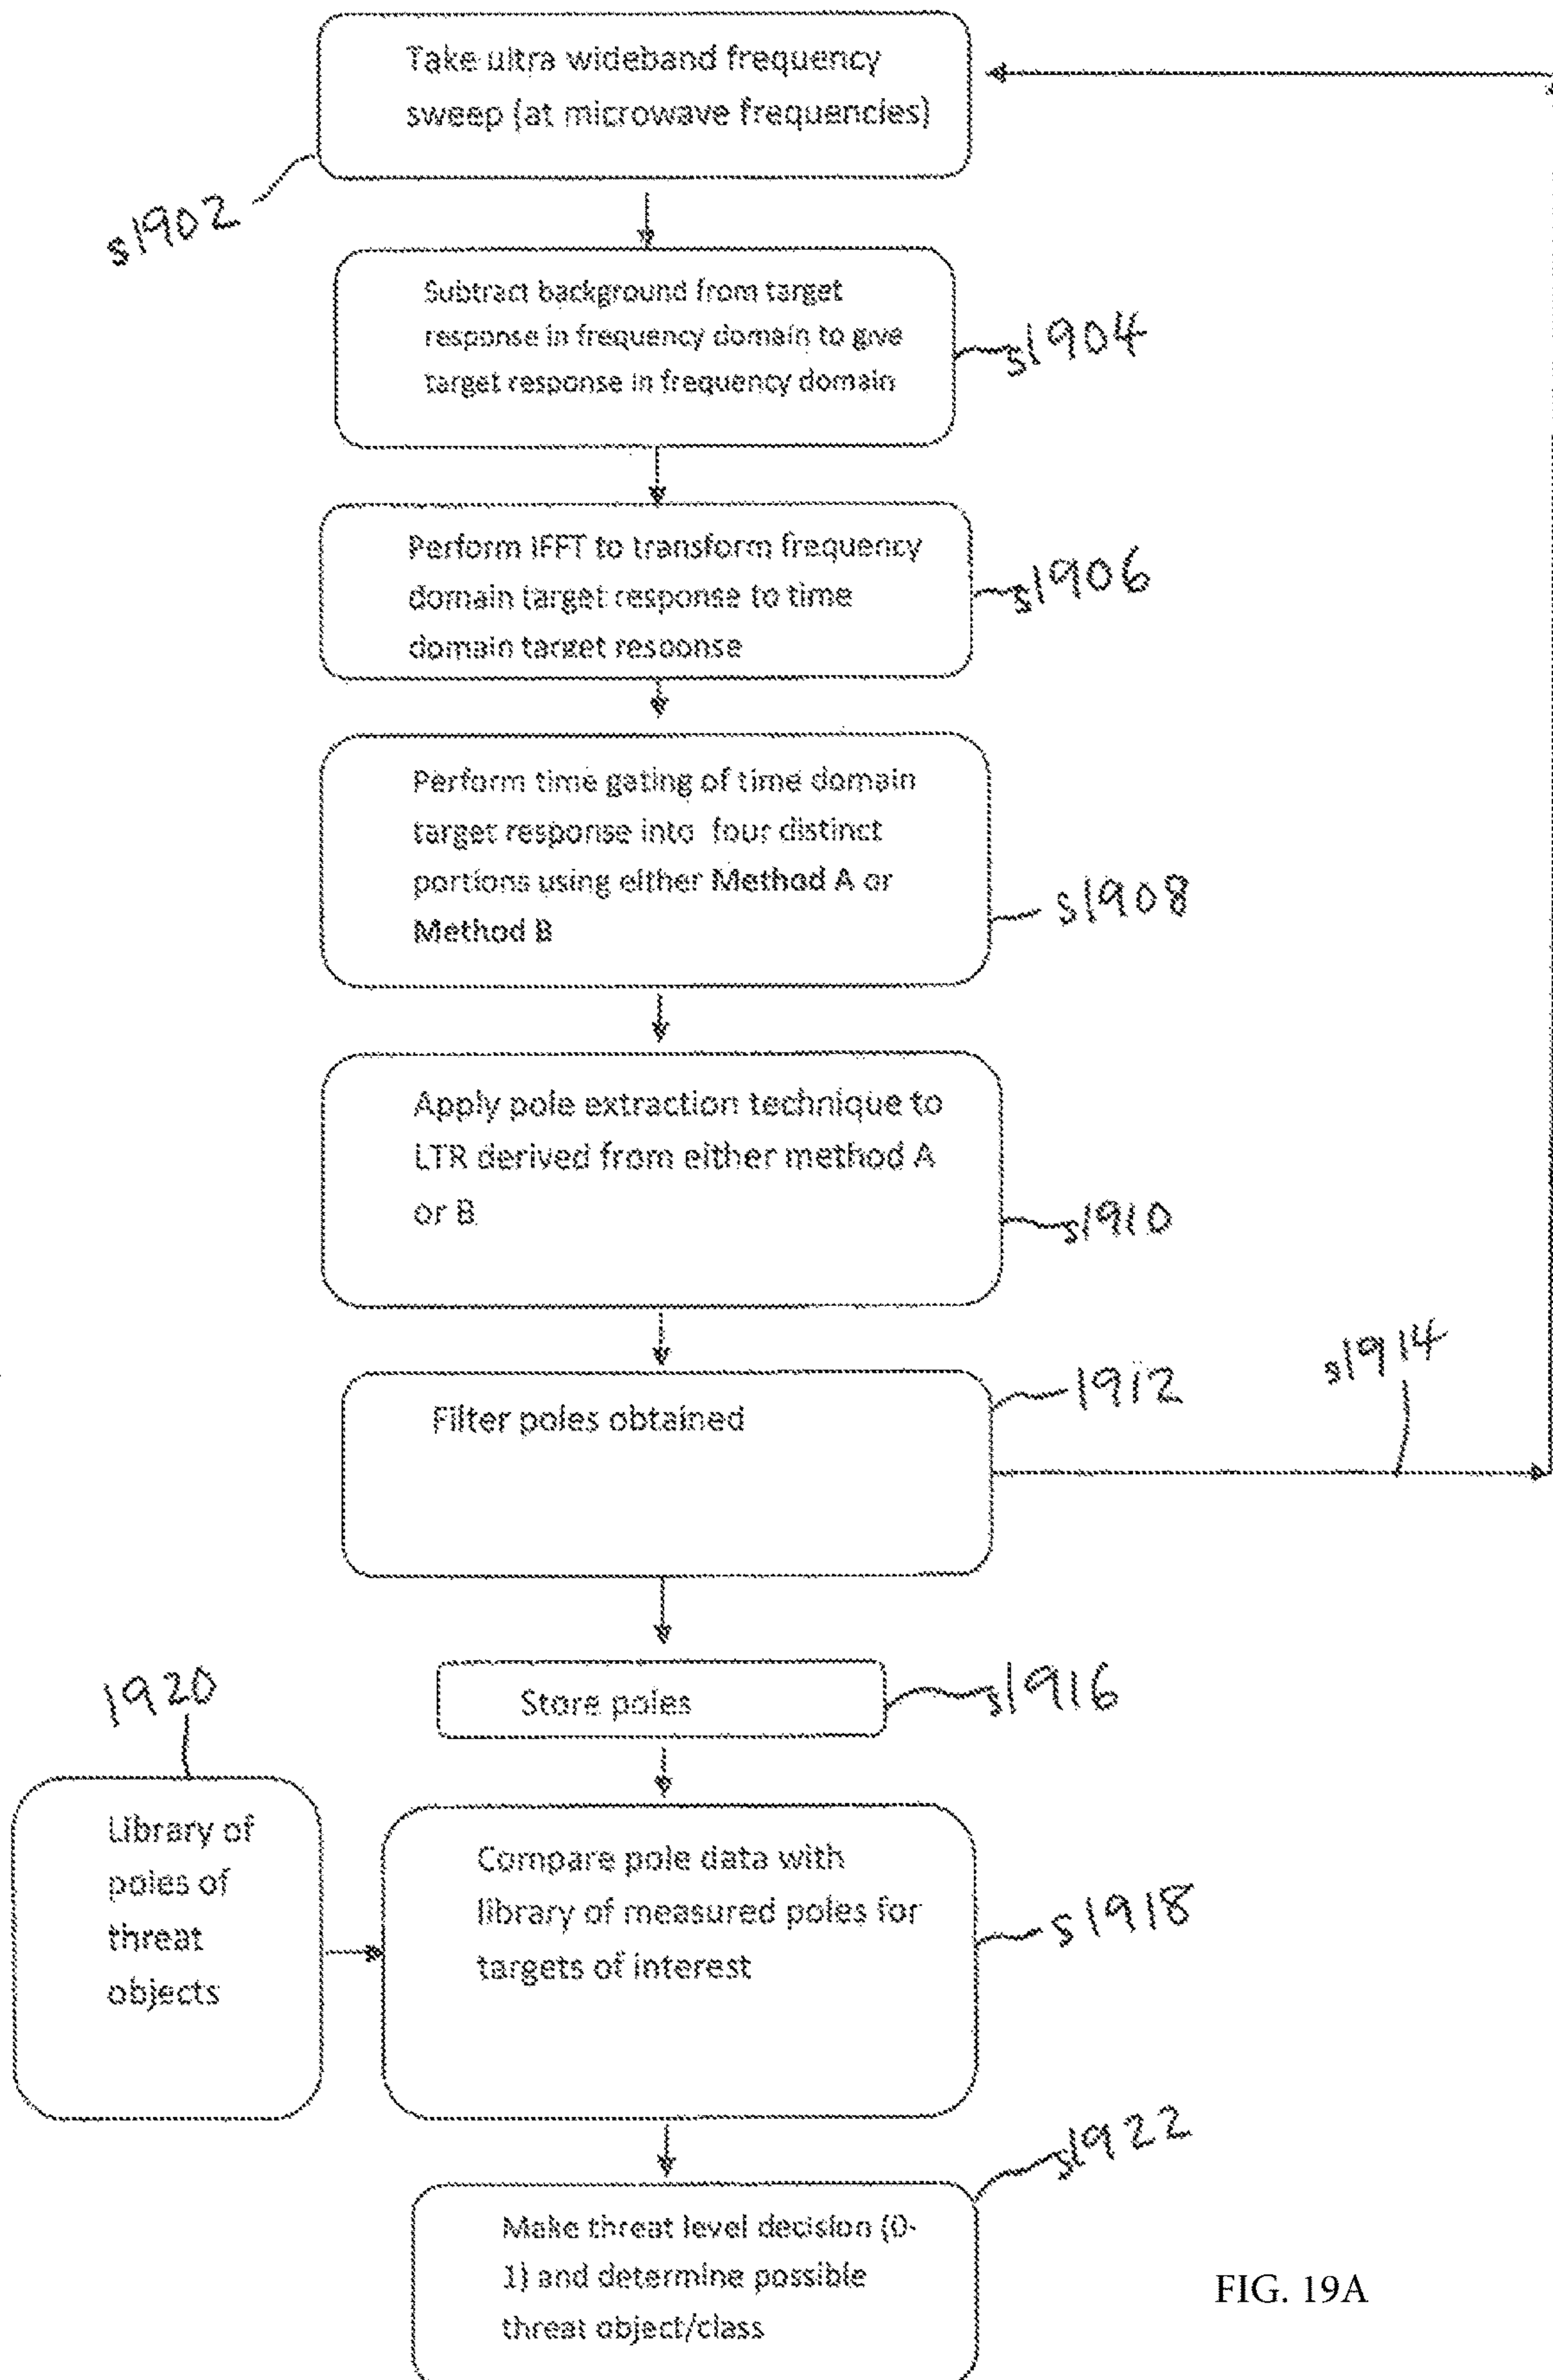 Take ultra wideband frequency
sweep (at microwave frequencies)
s1902
Subtract background from target
response in frequency domain to give
target response in frequency domain
s1904
Perform IFFT to transform frequency
domain target response to time
domain target response
s1906
Perform time gating of time domain
target response into four distinct
portions using either Method A or
Method B
s1908
Apply pole extraction technique to
LTR derived from either method A
or B
s1910
Filter poles obtained
1912
s1914
Store poles
s1916
1920
Library of
poles of
threat
objects
Compare pole data with
library of measured poles for
targets of interest
s1918
Make threat level decision (0-
1) and determine possible
threat object/class
s1922
FIG. 19A